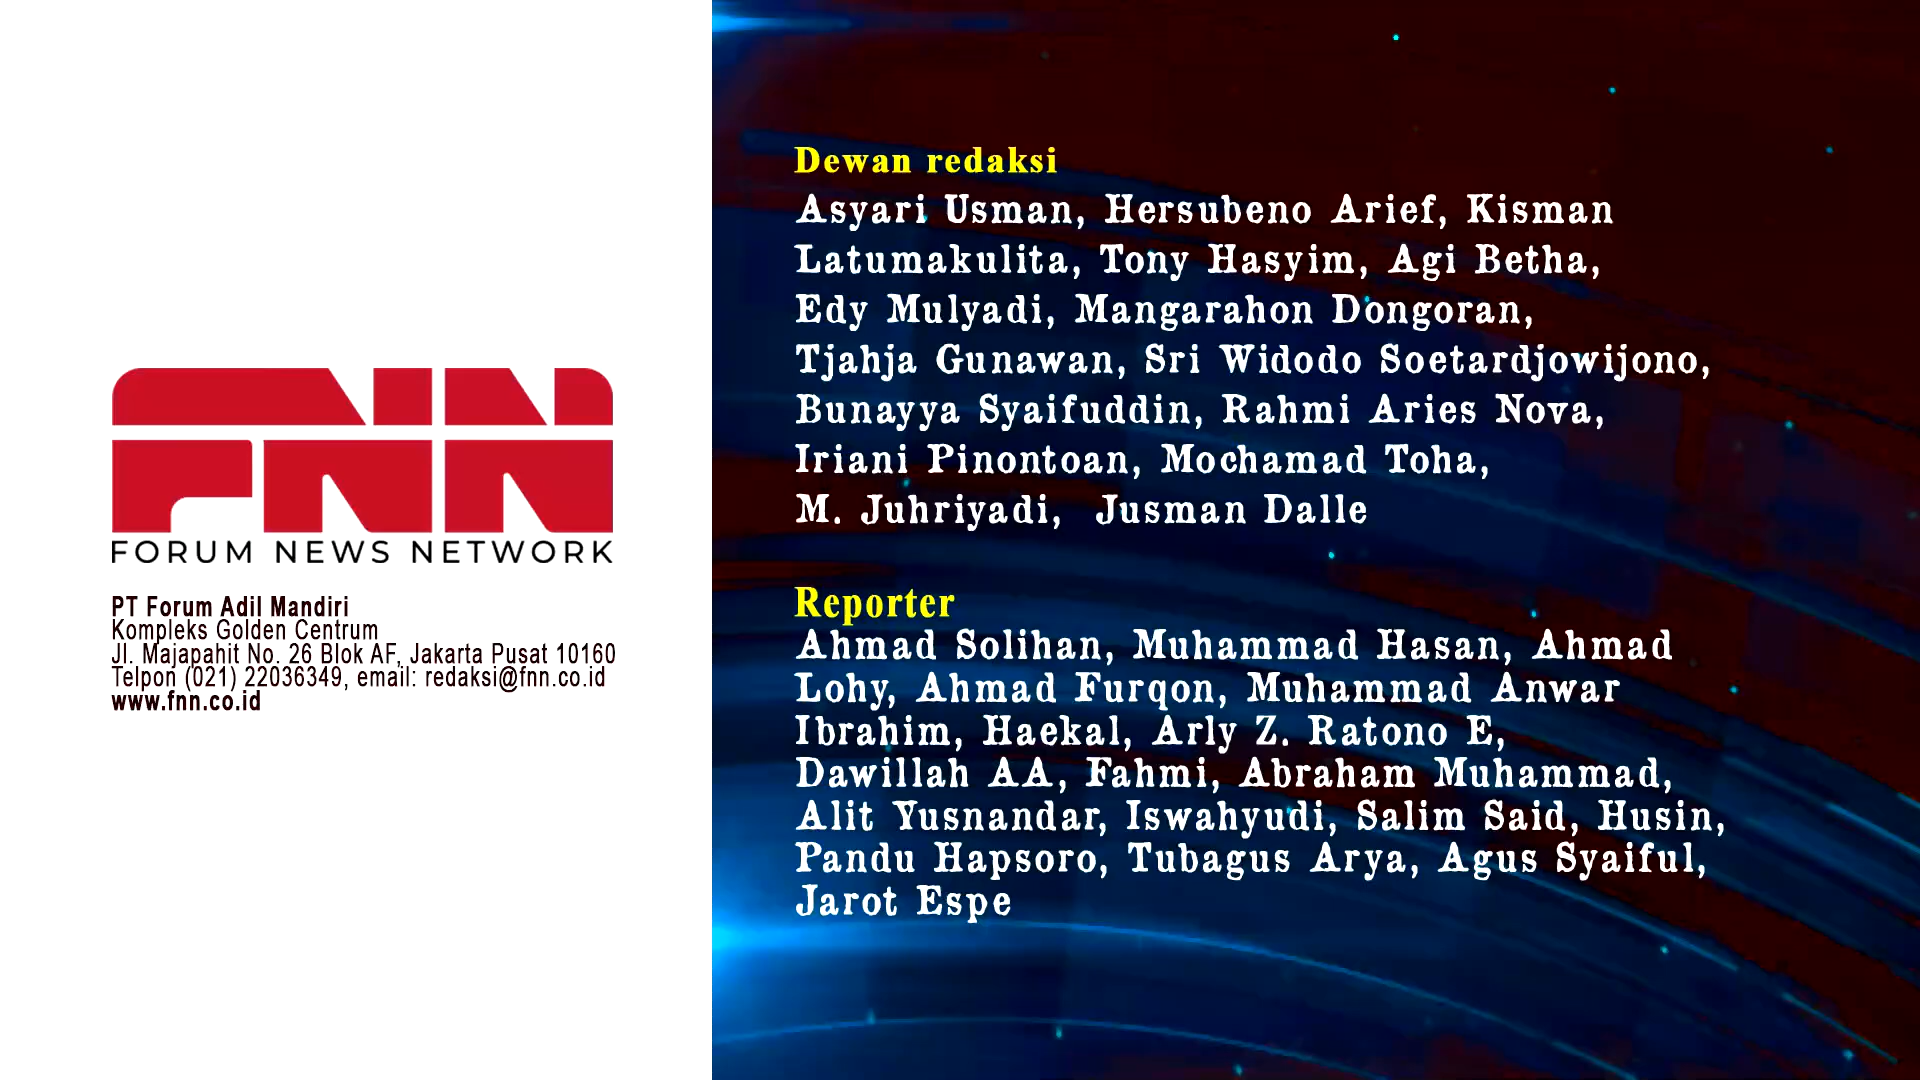 FNN
FORUM NEWS NETWORK
PT Forum Adil Mandiri
Kompleks Golden Centrum
Jl. Majapahit No. 26 Blok AF, Jakarta Pusat 10160
Telpon (021) 22036349, email: redaksi@fnn.co.id
www.fnn.co.id
Dewan redaksi
Asyari Usman, Hersubeno Arief, Kisman
Latumakulita, Tony Hasyim, Agi Betha,
Edy Mulyadi, Mangarahon Dongoran,
Tjahja Gunawan, Sri Widodo Soetardjowijono,
Bunayya Syaifuddin, Rahmi Aries Nova,
Iriani Pinontoan, Mochamad Toha,
M. Juhriyadi,  Jusman Dalle
Reporter
Ahmad Solihan, Muhammad Hasan, Ahmad
Lohy, Ahmad Furqon, Muhammad Anwar
Ibrahim, Haekal, Arly Z. Ratono E,
Dawillah AA, Fahmi, Abraham Muhammad,
Alit Yusnandar, Iswahyudi, Salim Said, Husin,
Pandu Hapsoro, Tubagus Arya, Agus Syaiful,
Jarot Espe